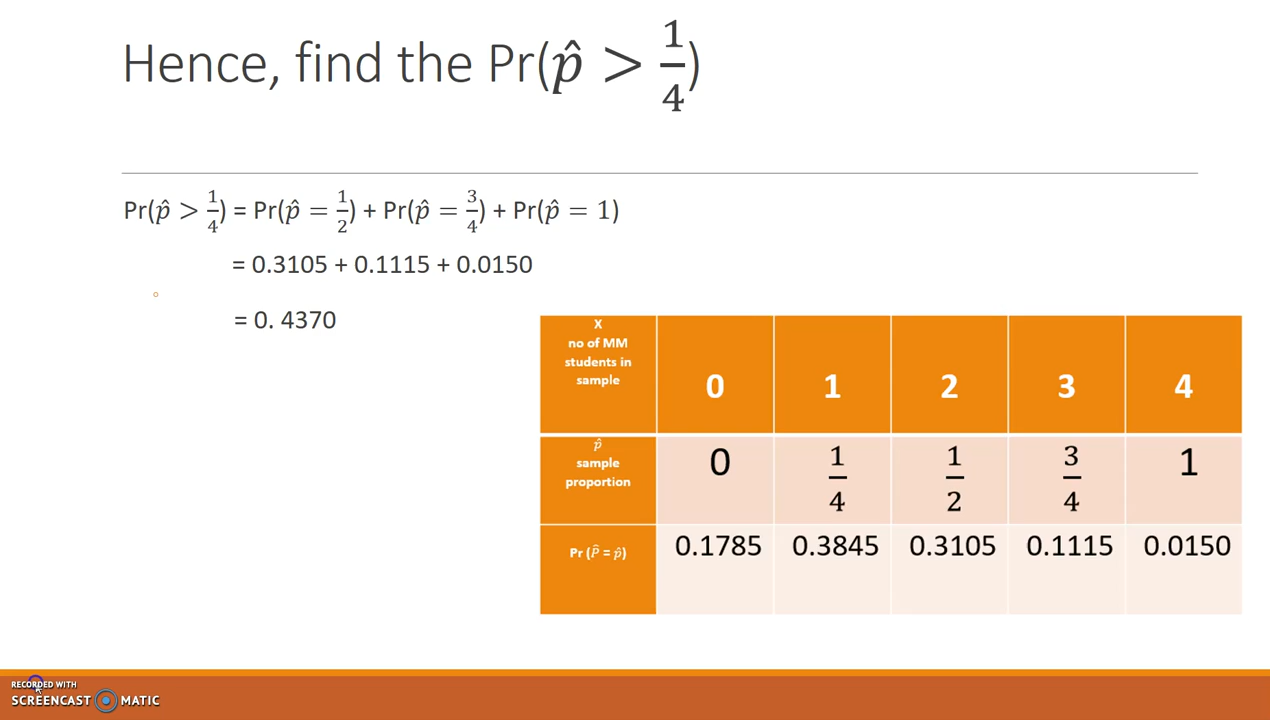 Hence, find the Pr(p̂ > 1/4)
Pr(p̂ > 1/4) = Pr(p̂ = 1/2) + Pr(p̂ = 3/4) + Pr(p̂ = 1)
= 0.3105 + 0.1115 + 0.0150
= 0. 4370
X
no of MM
students in
sample
0 1 2 3 4
p̂
sample
proportion
0 1/4 1/2 3/4 1
Pr (P̂ = p̂)
0.1785 0.3845 0.3105 0.1115 0.0150
RECORDED WITH
SCREENCAST MATIC